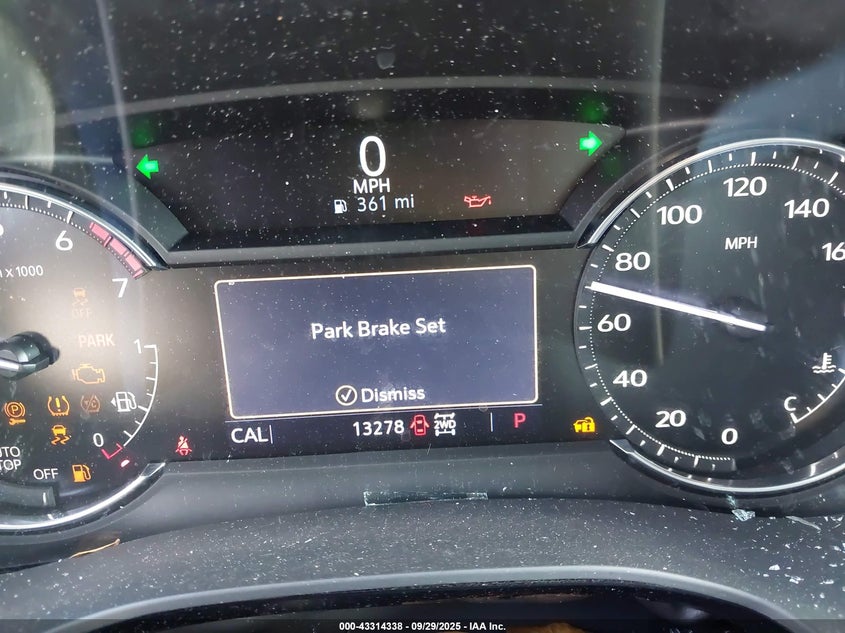 0
MPH
361 mi
6
x 1000
7
OFF
PARK
1
0
AUTO
STOP
OFF
Park Brake Set
Dismiss
CAL
13278
2WD
P
120
100
140
MPH
80
60
40
20
0
C
000-43314338 - 09/29/2025 - IAA Inc.